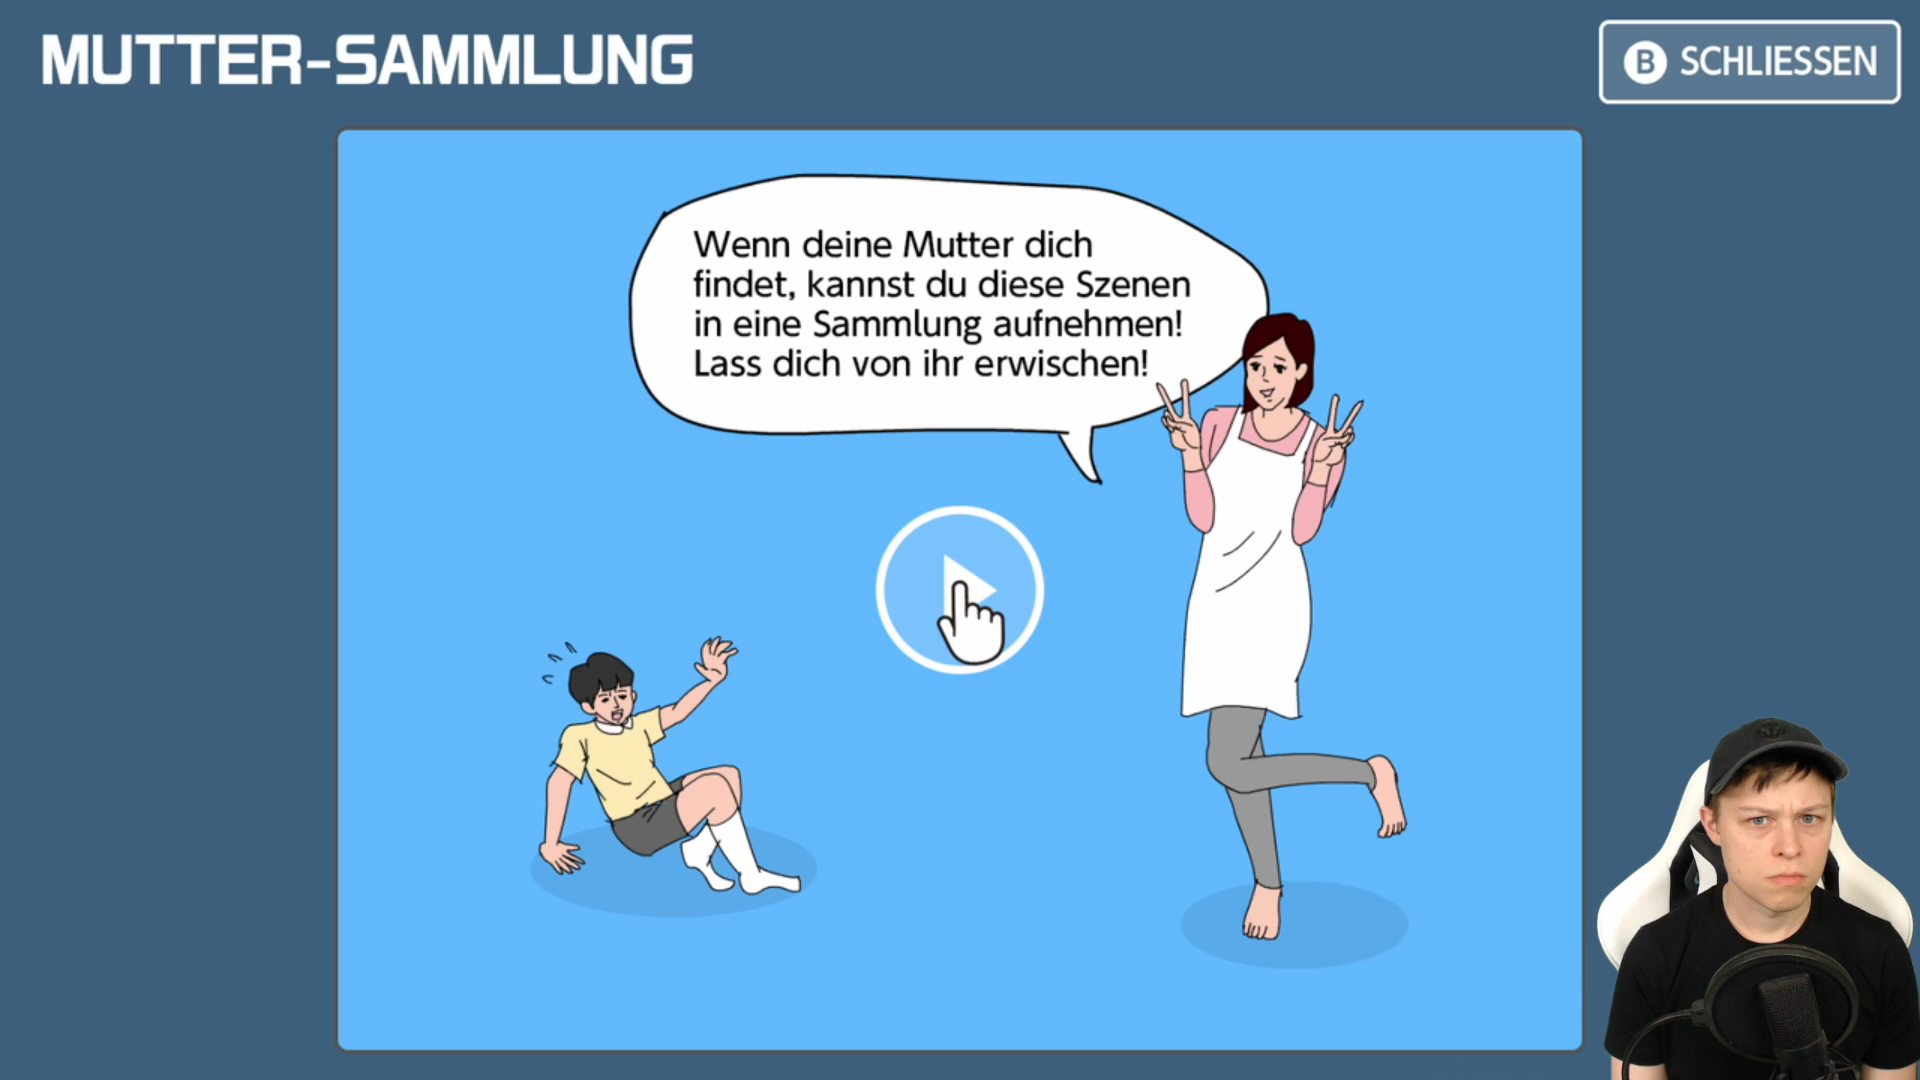 MUTTER-SAMMLUNG
B SCHLIESSEN
Wenn deine Mutter dich
findet, kannst du diese Szenen
in eine Sammlung aufnehmen!
Lass dich von ihr erwischen!